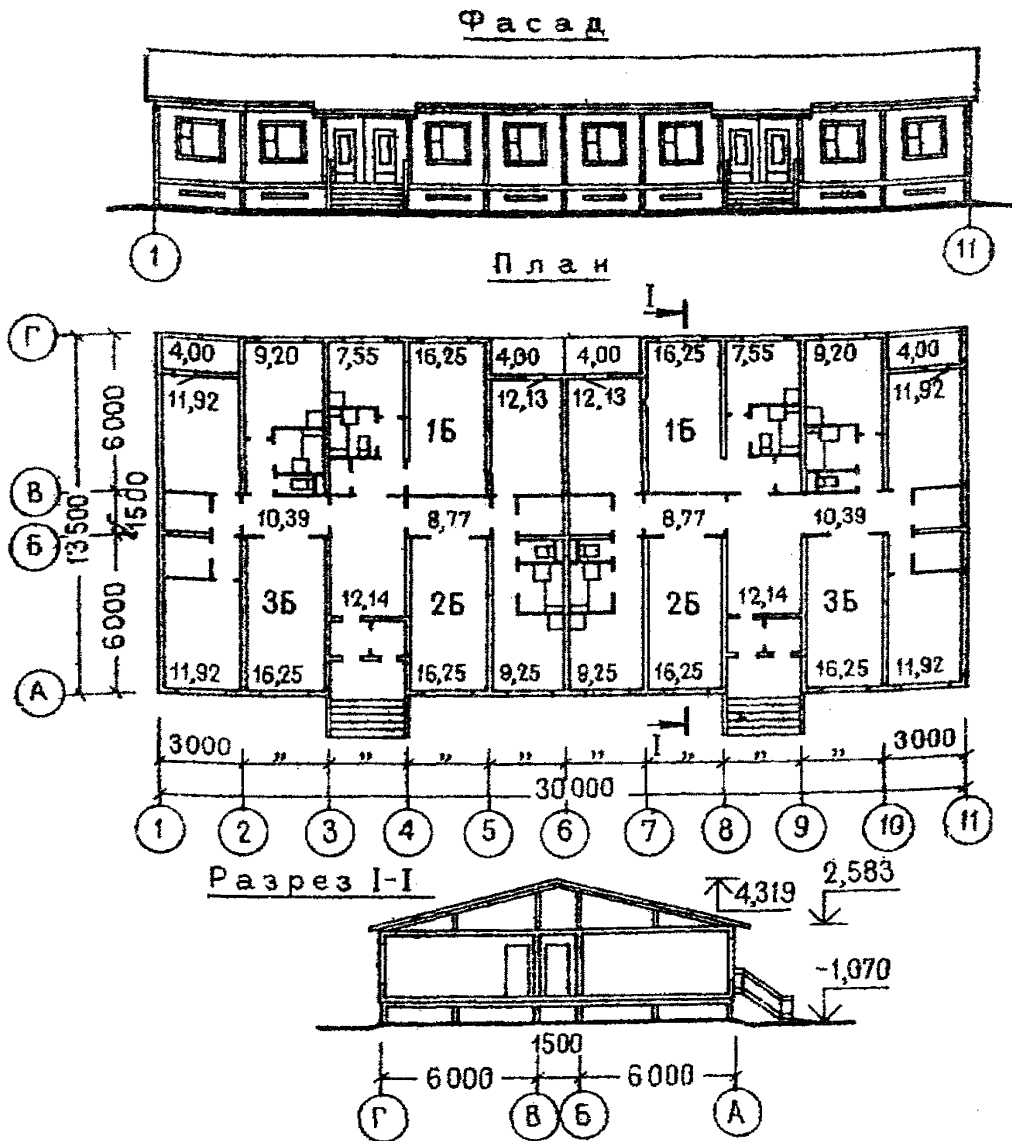 Фасад
1 11
План
I
Г
4,00 9,20 7,55 16,25 4,00 4,00 16,25 7,55 9,20 4,00
11,92 12,13 12,13 11,92
1Б 1Б
6000
В
1500
13500
10,39 8,77 8,77 10,39
Б
3Б 12,14 2Б 2Б 12,14 3Б
6000
11,92 16,25 16,25 9,25 9,25 16,25 16,25 11,92
А
I
3000 " " " " " " " " 3000
30000
1 2 3 4 5 6 7 8 9 10 11
Разрез I-I
4,319
2,583
-1,070
1500
6000 6000
Г В Б А